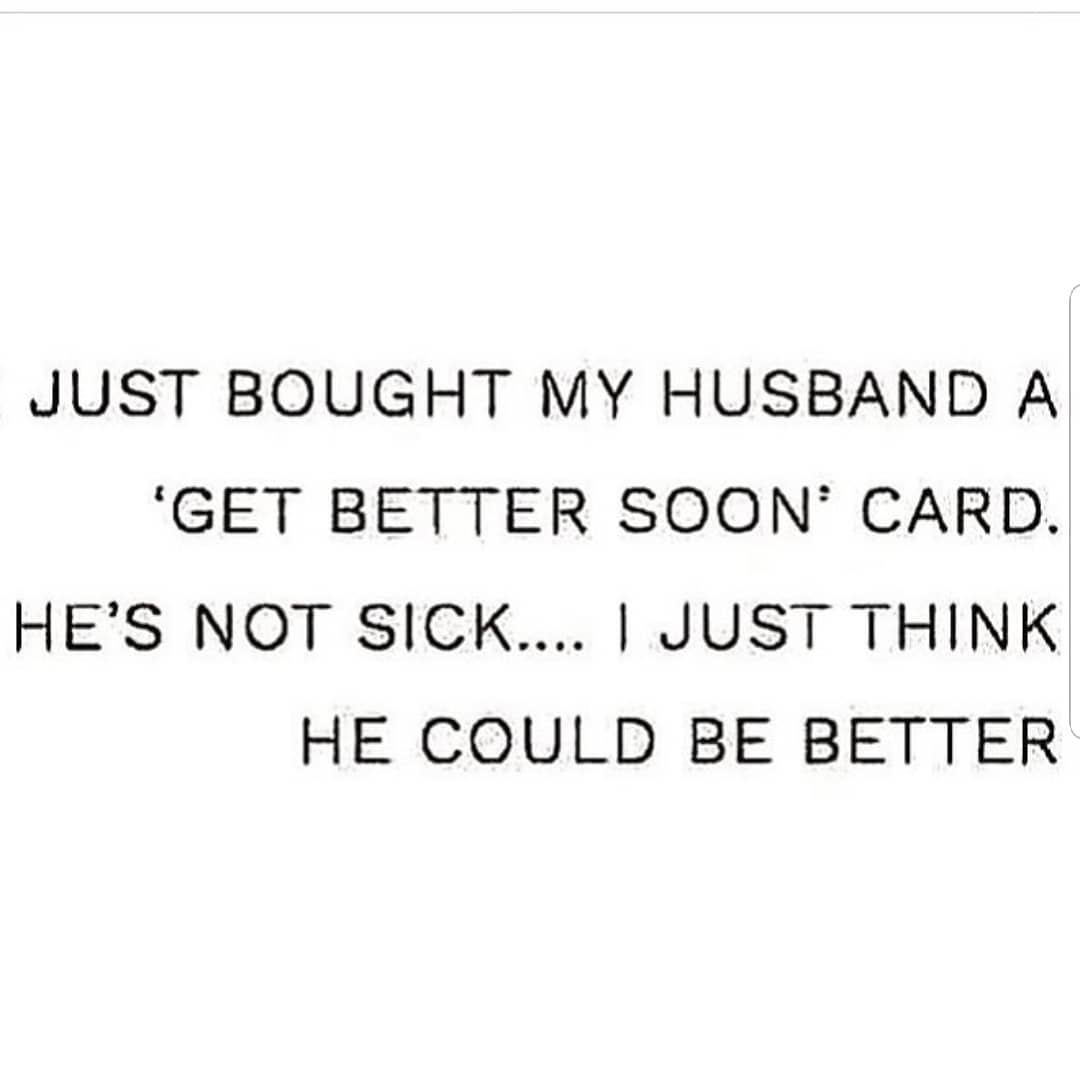 JUST BOUGHT MY HUSBAND A
‘GET BETTER SOON’ CARD.
HE’S NOT SICK.... I JUST THINK
HE COULD BE BETTER